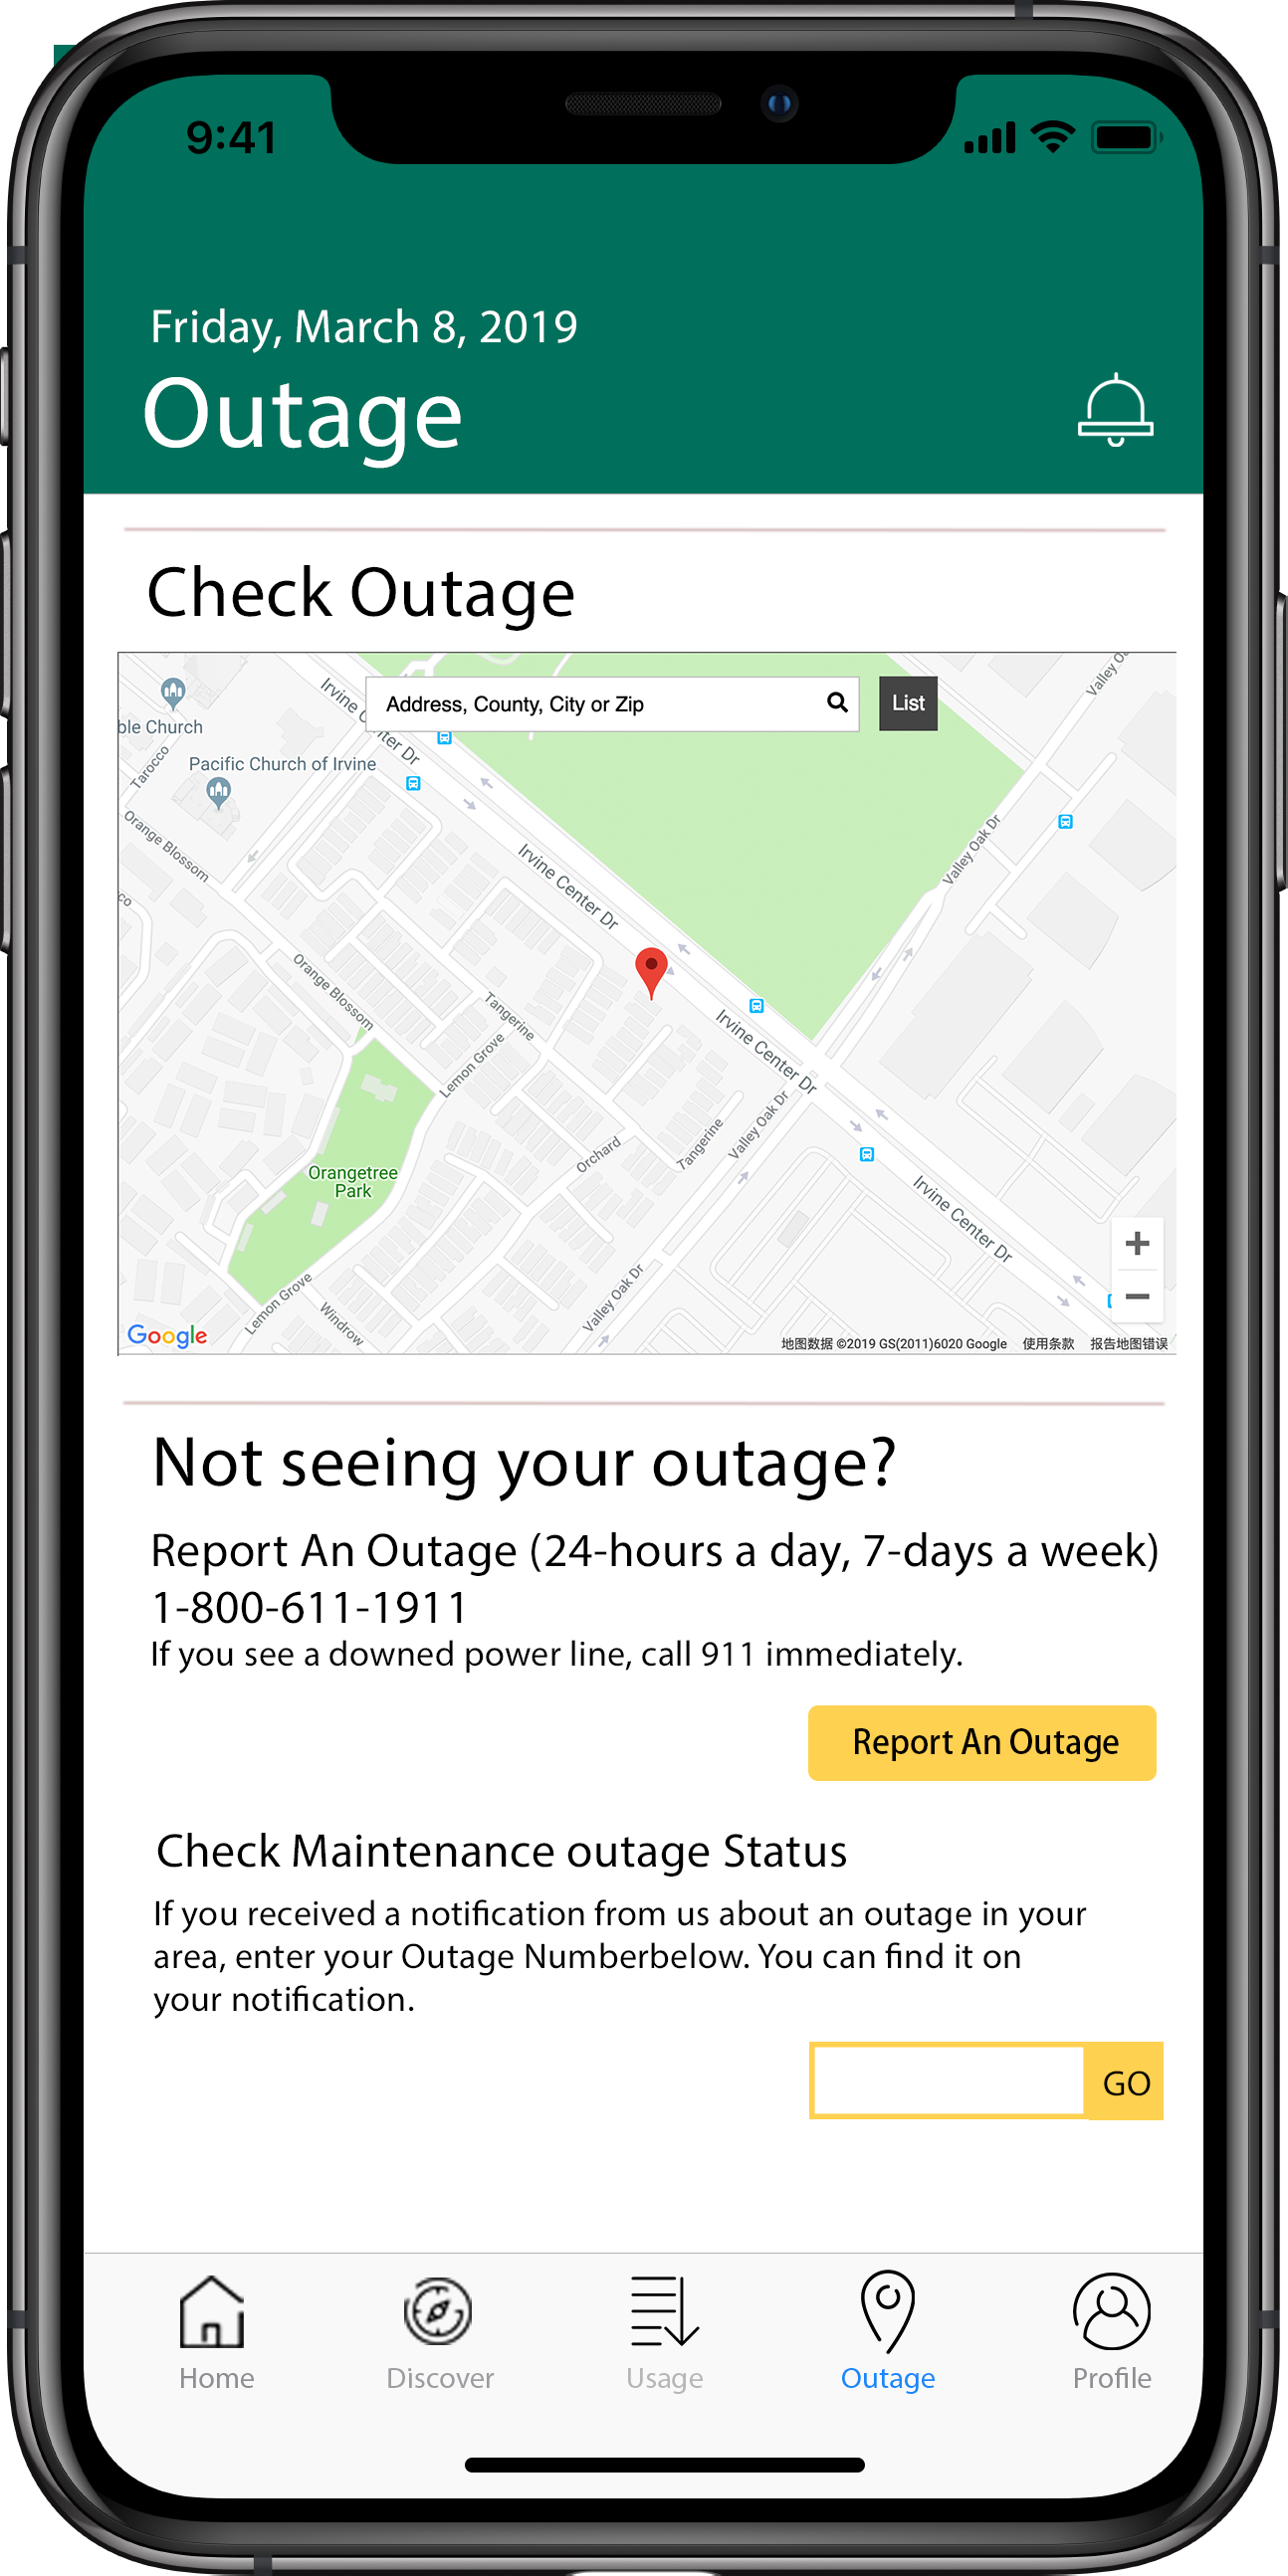 9:41
Friday, March 8, 2019
Outage
Check Outage
Address, County, City or Zip
List
Irvine Center Dr
Valley Oa
ble Church
Tarocco
Pacific Church of Irvine
Orange Blossom
co
Irvine Center Dr
Valley Oak Dr
Orange Blossom
Tangerine
Lemon Grove
Irvine Center Dr
Valley Oak Dr
Orchard
Tangerine
Orangetree
Park
Irvine Center Dr
Lemon Grove
Windrow
Valley Oak Dr
+
−
Google
地图数据 ©2019 GS(2011)6020 Google 使用条款 报告地图错误
Not seeing your outage?
Report An Outage (24-hours a day, 7-days a week)
1-800-611-1911
If you see a downed power line, call 911 immediately.
Report An Outage
Check Maintenance outage Status
If you received a notification from us about an outage in your
area, enter your Outage Numberbelow. You can find it on
your notification.
GO
Home
Discover
Usage
Outage
Profile